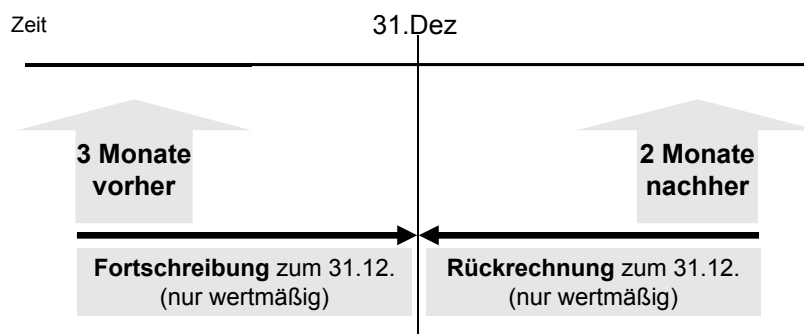 Zeit
31.Dez
3 Monate
vorher
2 Monate
nachher
Fortschreibung zum 31.12.
(nur wertmäßig)
Rückrechnung zum 31.12.
(nur wertmäßig)